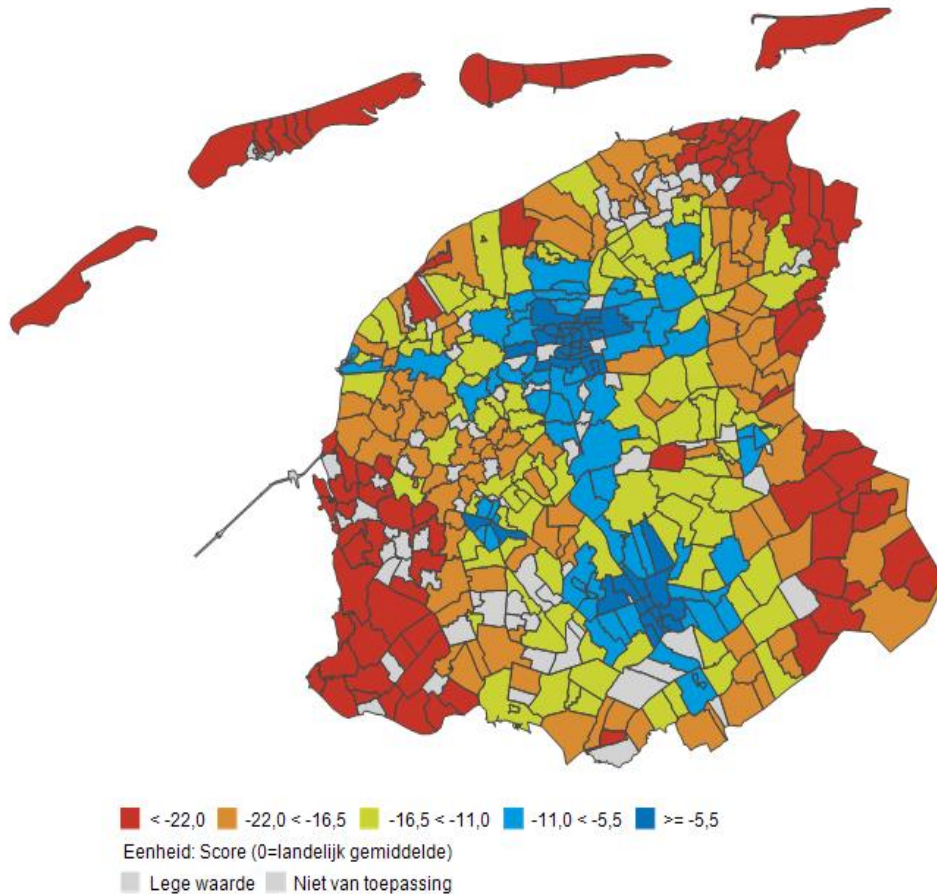 < -22,0 -22,0 < -16,5 -16,5 < -11,0 -11,0 < -5,5 >= -5,5
Eenheid: Score (0=landelijk gemiddelde)
Lege waarde Niet van toepassing